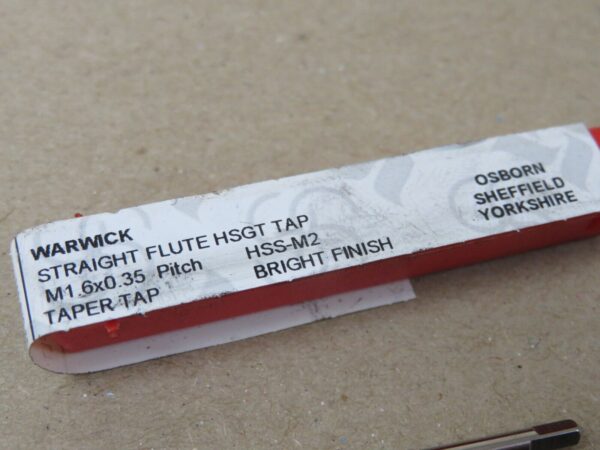 WARWICK
STRAIGHT FLUTE HSGT TAP
M1.6x0.35 Pitch HSS-M2
TAPER TAP BRIGHT FINISH
OSBORN
SHEFFIELD
YORKSHIRE